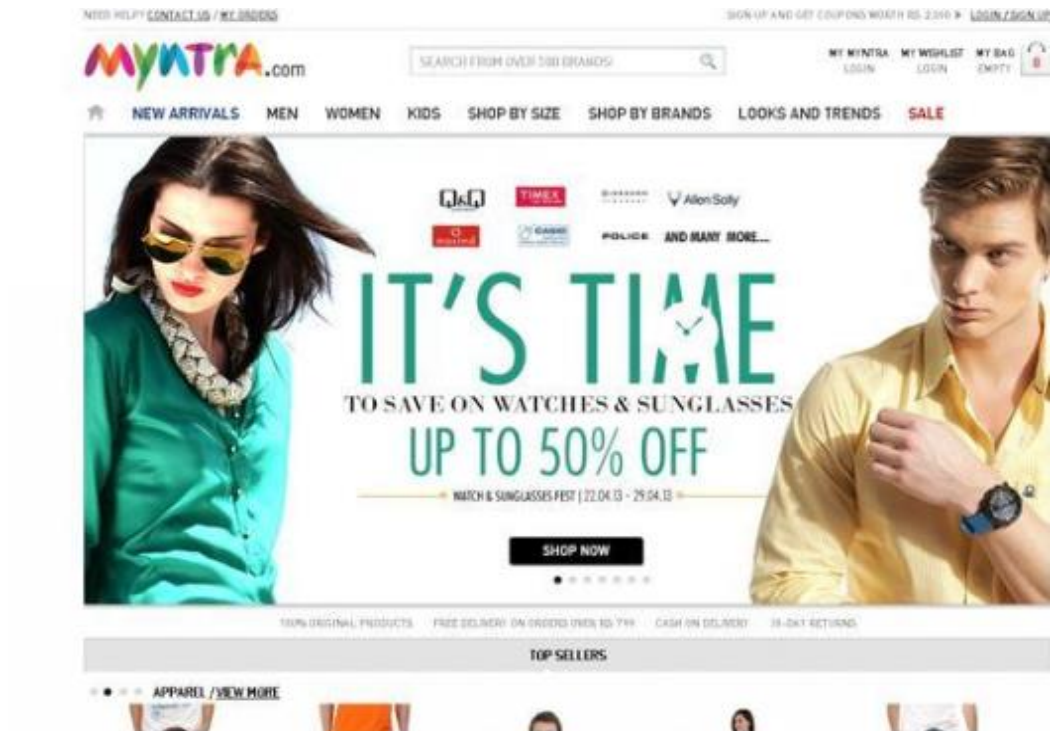 NEED HELP? CONTACT US / MY ORDERS
SIGN UP AND GET COUPONS WORTH RS. 2,000 > LOGIN / SIGN UP
Myntra.com
SEARCH FROM OVER 500 BRANDS!
MY MYNTRA MY WISHLIST MY BAG
LOGIN LOGIN EMPTY 0
NEW ARRIVALS MEN WOMEN KIDS SHOP BY SIZE SHOP BY BRANDS LOOKS AND TRENDS SALE
Q&Q TIMEX Allen Solly
CASIO POLICE AND MANY MORE...
IT'S TIME
TO SAVE ON WATCHES & SUNGLASSES
UP TO 50% OFF
WATCH & SUNGLASSES FEST | 22.04.13 - 29.04.13
SHOP NOW
100% ORIGINAL PRODUCTS FREE DELIVERY ON ORDERS OVER RS. 799 CASH ON DELIVERY 30-DAY RETURNS
TOP SELLERS
APPAREL / VIEW MORE